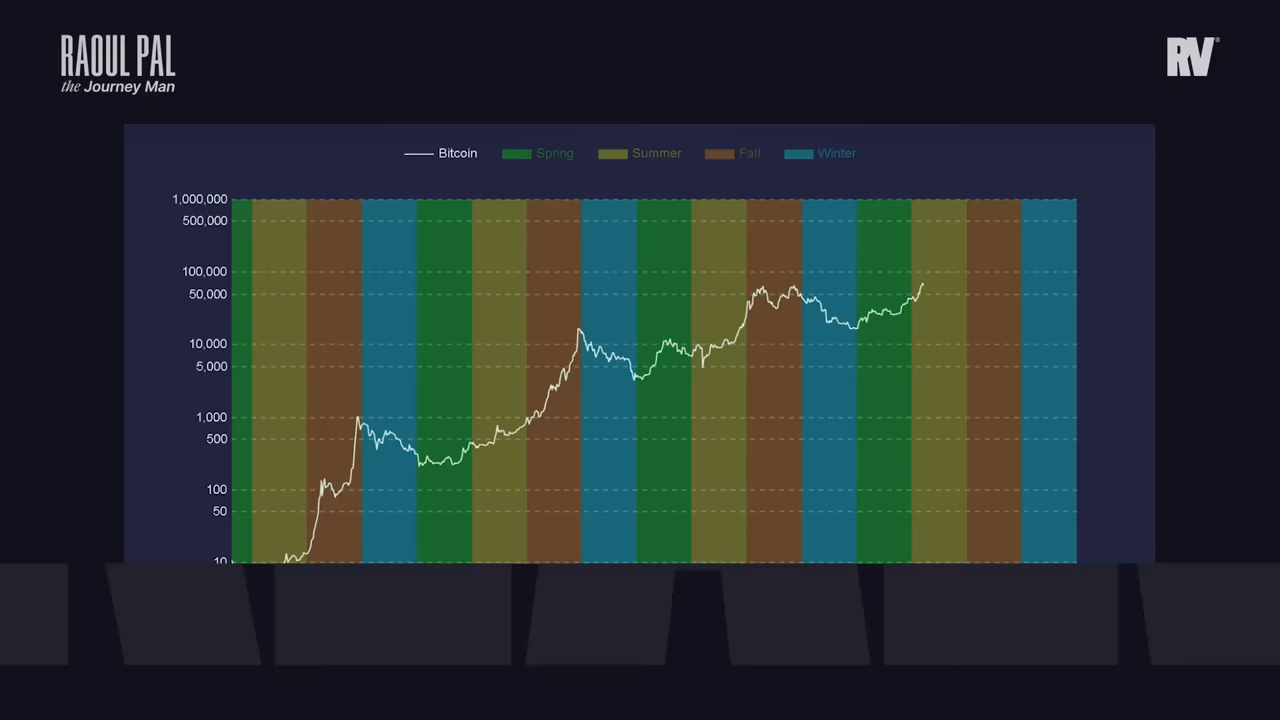 RAOUL PAL
the Journey Man
RV®
Bitcoin Spring Summer Fall Winter
1,000,000
500,000
100,000
50,000
10,000
5,000
1,000
500
100
50
10